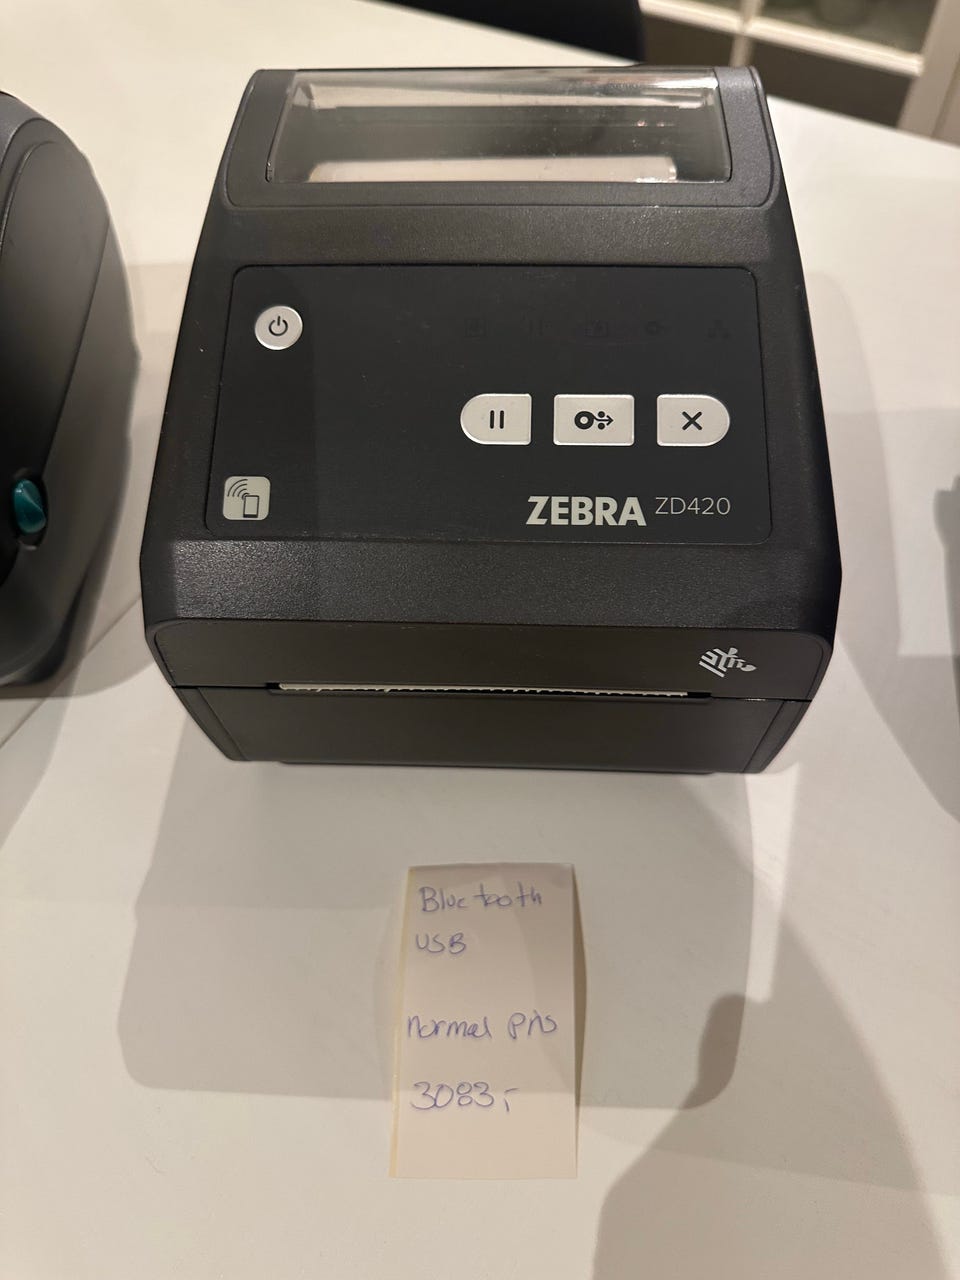 ZEBRA ZD420
Bluetooth
USB
normal pris
3083,-